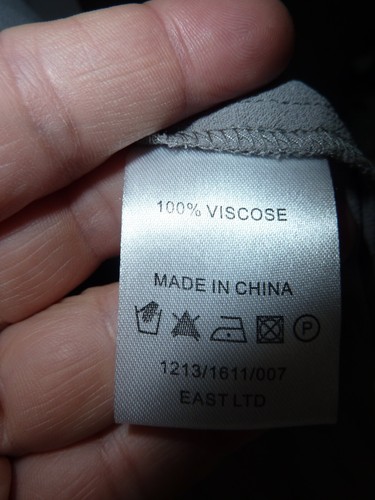 100% VISCOSE
MADE IN CHINA
P
1213/1611/007
EAST LTD